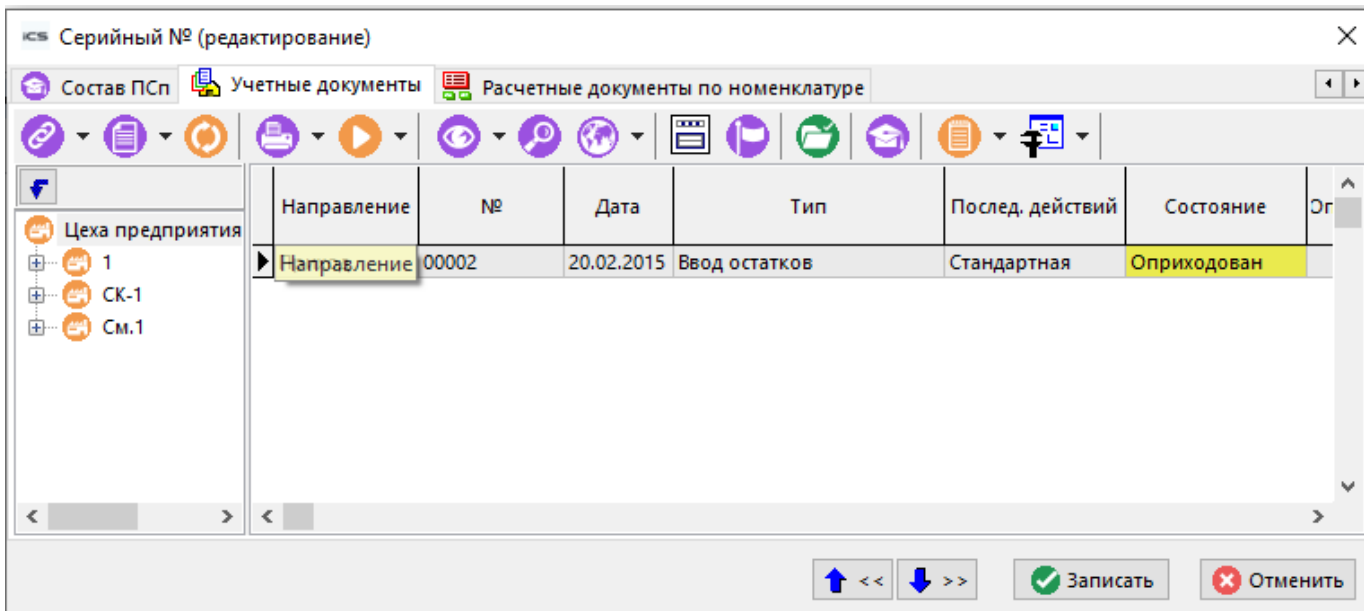 iCS Серийный № (редактирование)
Состав ПСп Учетные документы Расчетные документы по номенклатуре
Направление № Дата Тип Послед. действий Состояние Оп
Цеха предприятия
Направление 00002 20.02.2015 Ввод остатков Стандартная Оприходован
1
СК-1
См.1
<< >> Записать Отменить